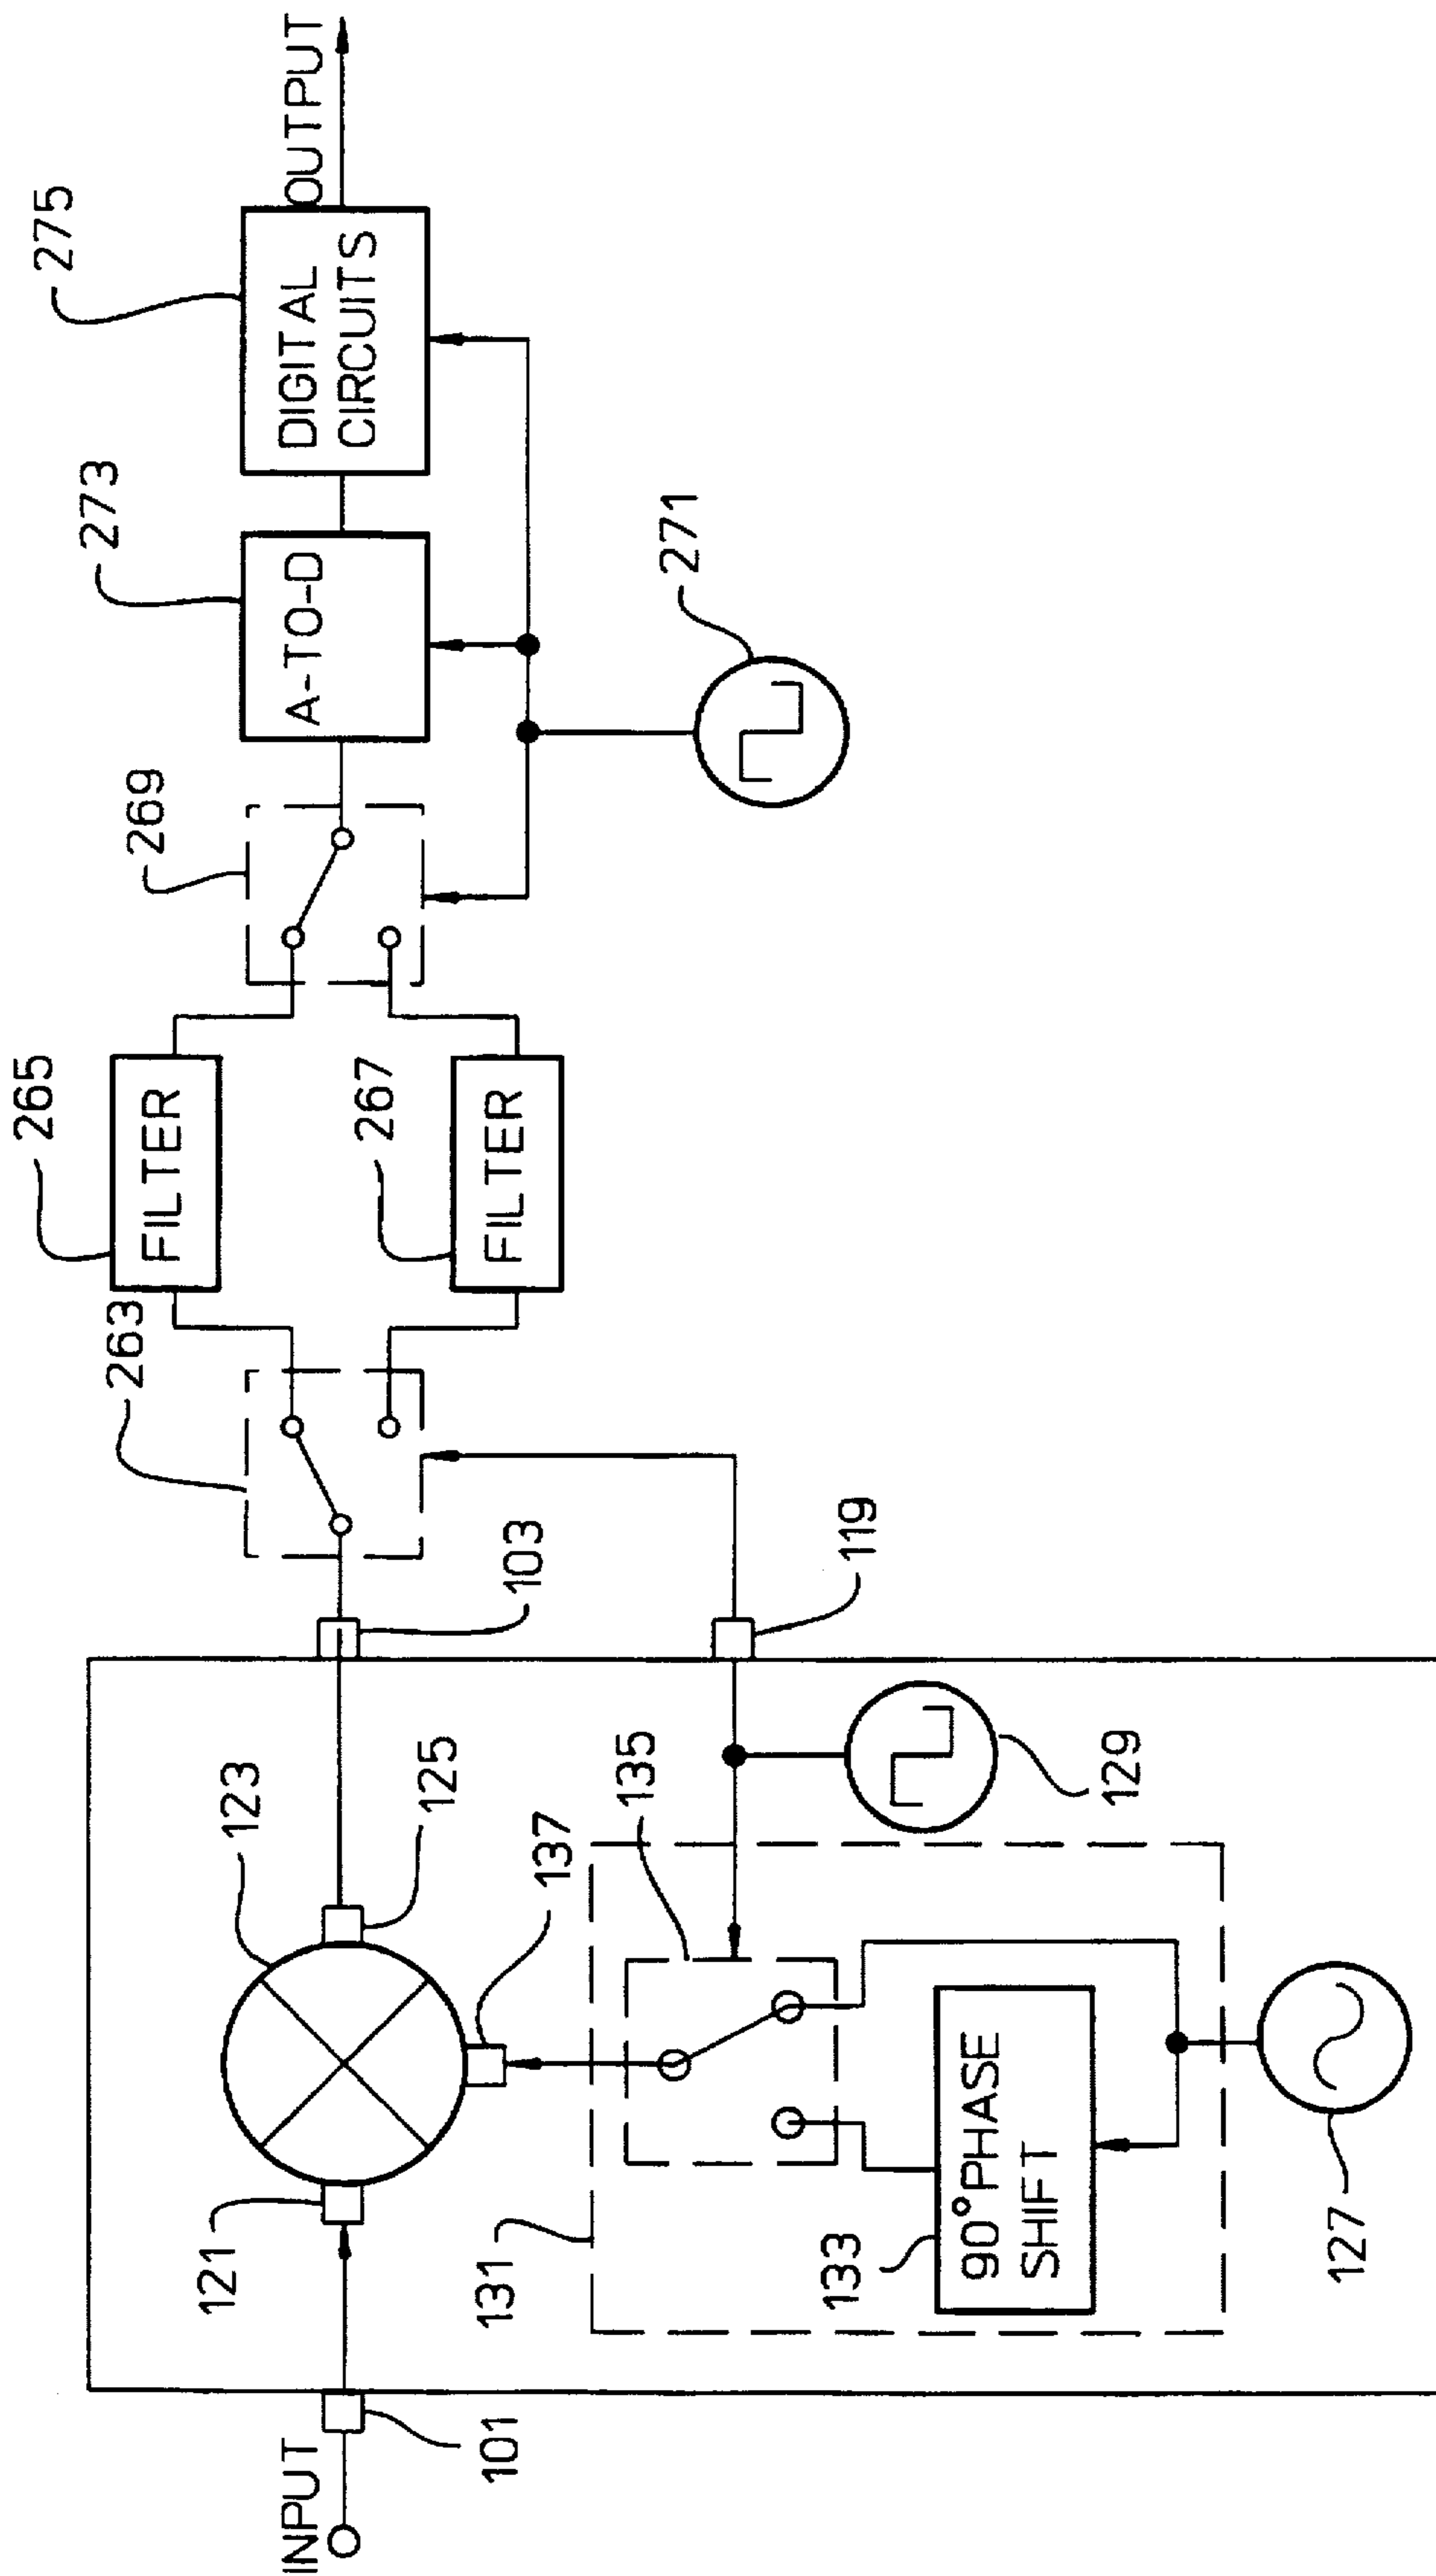 INPUT
101
121
123
125
137
103
131
133
90° PHASE
SHIFT
135
127
129
119
263
265
FILTER
267
FILTER
269
271
273
A-TO-D
275
DIGITAL
CIRCUITS
OUTPUT